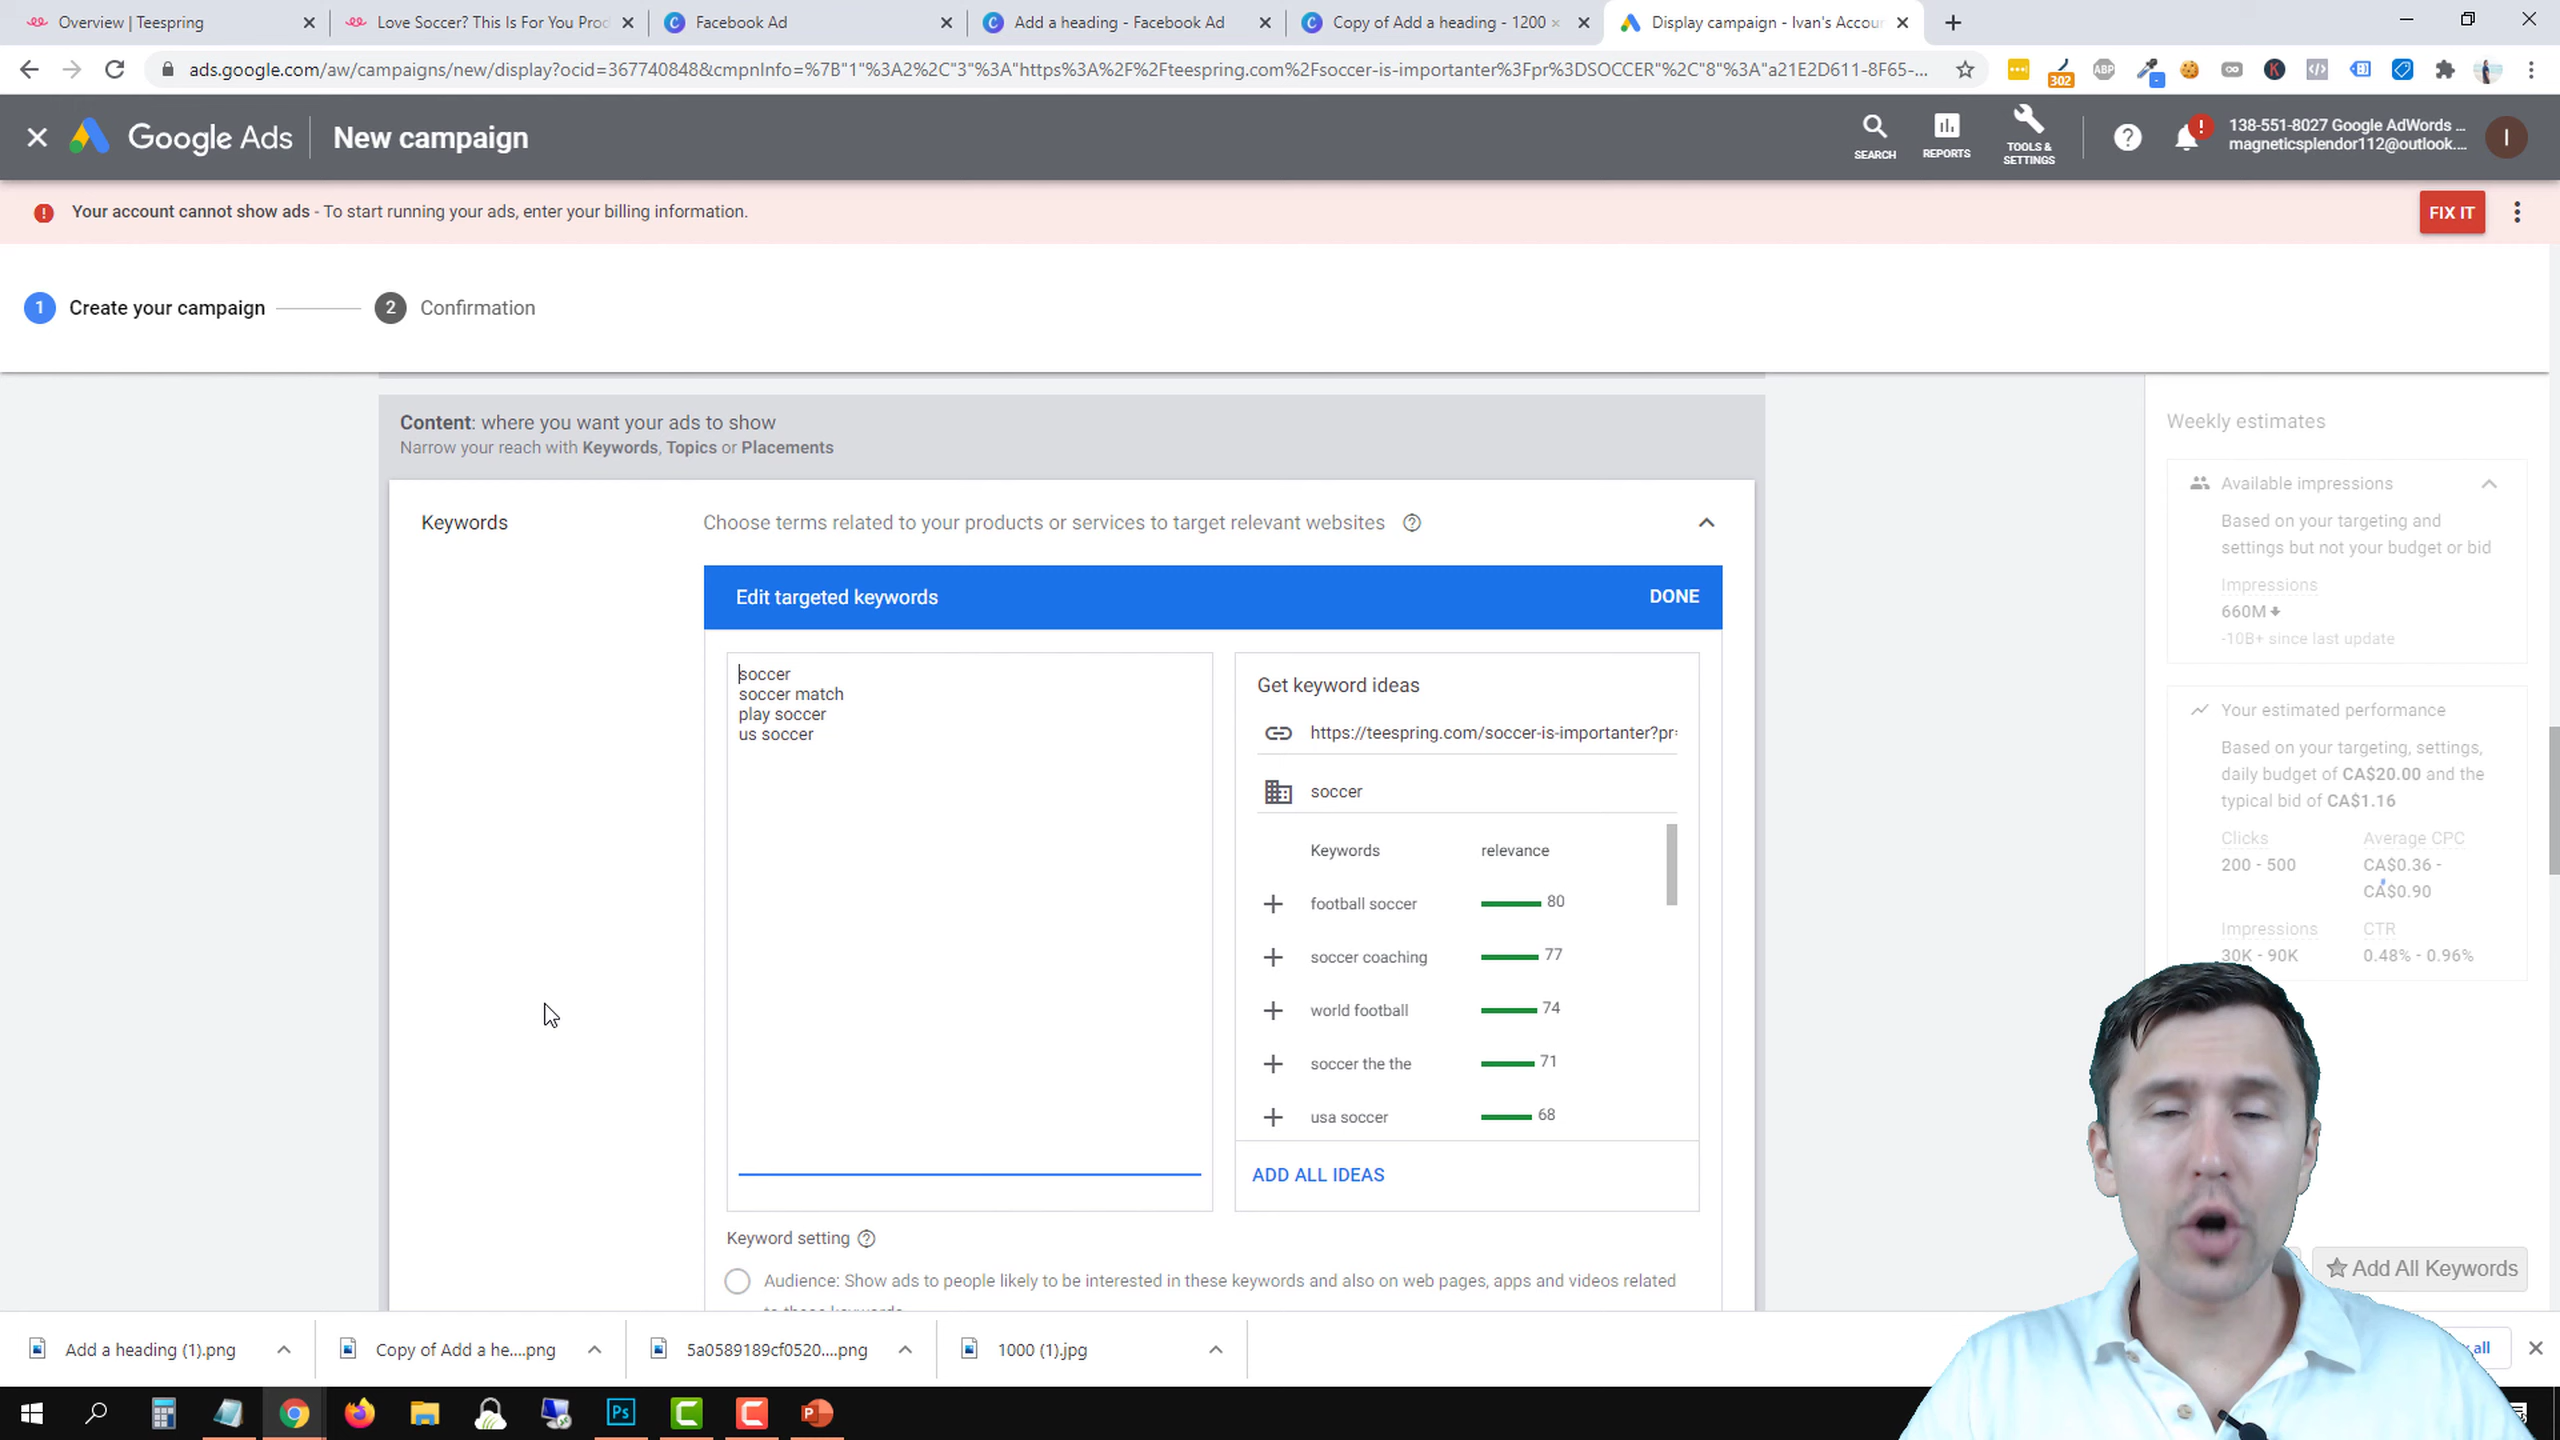 Overview | Teespring
Love Soccer? This Is For You Prod
Facebook Ad
Add a heading - Facebook Ad
Copy of Add a heading - 1200 ×
Display campaign - Ivan's Accou
ads.google.com/aw/campaigns/new/display?ocid=367740848&cmpnInfo=%7B"1"%3A2%2C"3"%3A"https%3A%2F%2Fteespring.com%2Fsoccer-is-importanter%3Fpr%3DSOCCER"%2C"8"%3A"a21E2D611-8F65-...
302
ABP
Google Ads
New campaign
SEARCH
REPORTS
TOOLS &
SETTINGS
138-551-8027 Google AdWords ...
magneticsplendor112@outlook....
I
Your account cannot show ads - To start running your ads, enter your billing information.
FIX IT
1 Create your campaign
2 Confirmation
Content: where you want your ads to show
Narrow your reach with Keywords, Topics or Placements
Keywords
Choose terms related to your products or services to target relevant websites
Edit targeted keywords
DONE
soccer
soccer match
play soccer
us soccer
Get keyword ideas
https://teespring.com/soccer-is-importanter?pr=
soccer
Keywords relevance
football soccer 80
soccer coaching 77
world football 74
soccer the the 71
usa soccer 68
ADD ALL IDEAS
Keyword setting
Audience: Show ads to people likely to be interested in these keywords and also on web pages, apps and videos related
to these keywords
Weekly estimates
Available impressions
Based on your targeting and
settings but not your budget or bid
Impressions
660M
-10B+ since last update
Your estimated performance
Based on your targeting, settings,
daily budget of CA$20.00 and the
typical bid of CA$1.16
Clicks Average CPC
200 - 500 CA$0.36 -
CA$0.90
Impressions CTR
30K - 90K 0.48% - 0.96%
Add All Keywords
Add a heading (1).png
Copy of Add a he....png
5a0589189cf0520....png
1000 (1).jpg
all
Ps